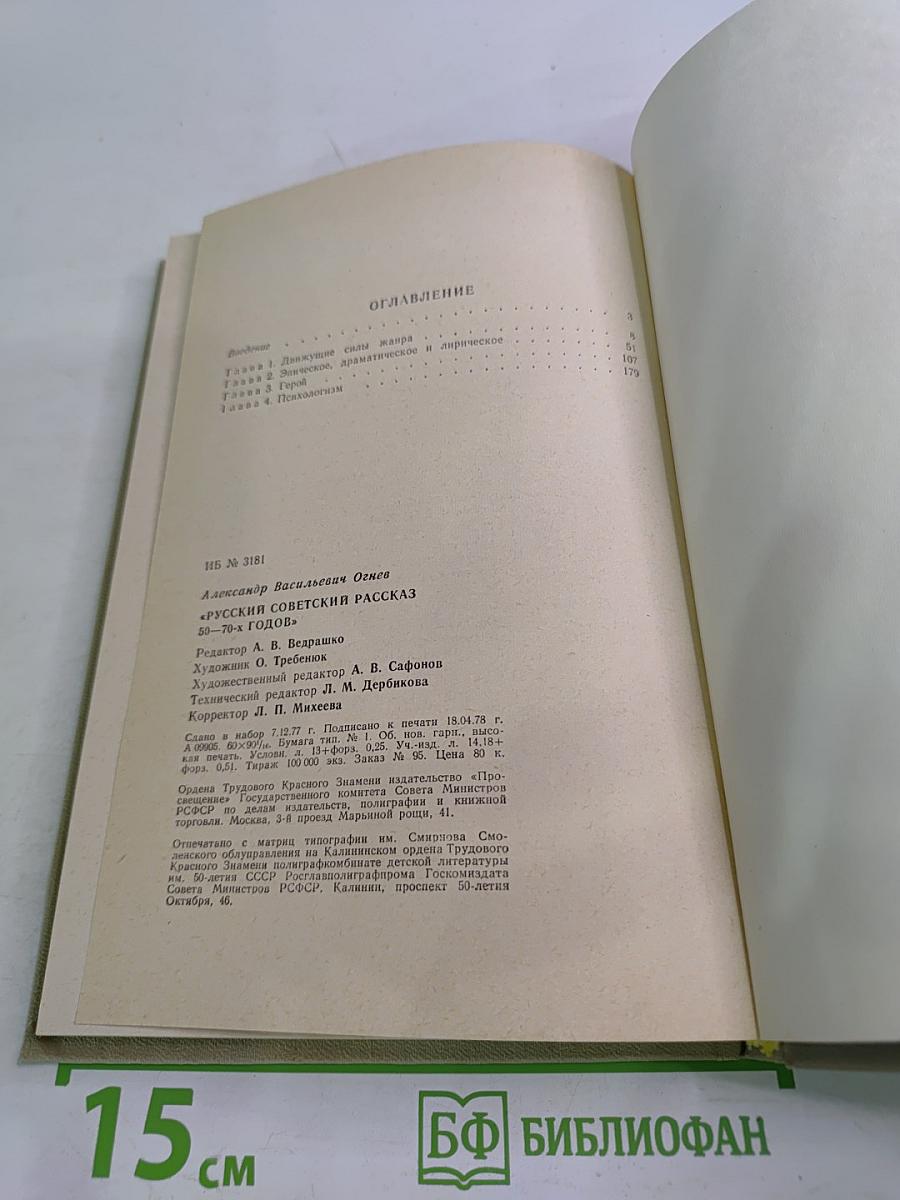 ОГЛАВЛЕНИЕ
Введение . . . . . . . . . . . . . . . . . 3
Глава 1. Движущие силы жанра . . . . . . . . . 8
Глава 2. Эпическое, драматическое и лирическое . . . . 51
Глава 3. Герой . . . . . . . . . . . . . . . 107
Глава 4. Психологизм . . . . . . . . . . . . . 179
ИБ № 3181
Александр Васильевич Огнев
«РУССКИЙ СОВЕТСКИЙ РАССКАЗ
50—70-х ГОДОВ»
Редактор А. В. Ведрашко
Художник О. Требенюк
Художественный редактор А. В. Сафонов
Технический редактор Л. М. Дербикова
Корректор Л. П. Михеева
Сдано в набор 7.12.77 г. Подписано к печати 18.04.78 г.
А 09905. 60×90¹/₁₆. Бумага тип. № 1. Об. нов. гарн., высо-
кая печать. Условн. л. 13+форз. 0,25. Уч.-изд. л. 14,18+
форз. 0,51. Тираж 100 000 экз. Заказ № 95. Цена 80 к.
Ордена Трудового Красного Знамени издательство «Про-
свещение» Государственного комитета Совета Министров
РСФСР по делам издательств, полиграфии и книжной
торговли. Москва, 3-й проезд Марьиной рощи, 41.
Отпечатано с матриц типографии им. Смирнова Смо-
ленского облуправления на Калининском ордена Трудового
Красного Знамени полиграфкомбинате детской литературы
им. 50-летия СССР Росглавполиграфпрома Госкомиздата
Совета Министров РСФСР. Калинин, проспект 50-летия
Октября, 46.
15 см
БФ БИБЛИОФАН